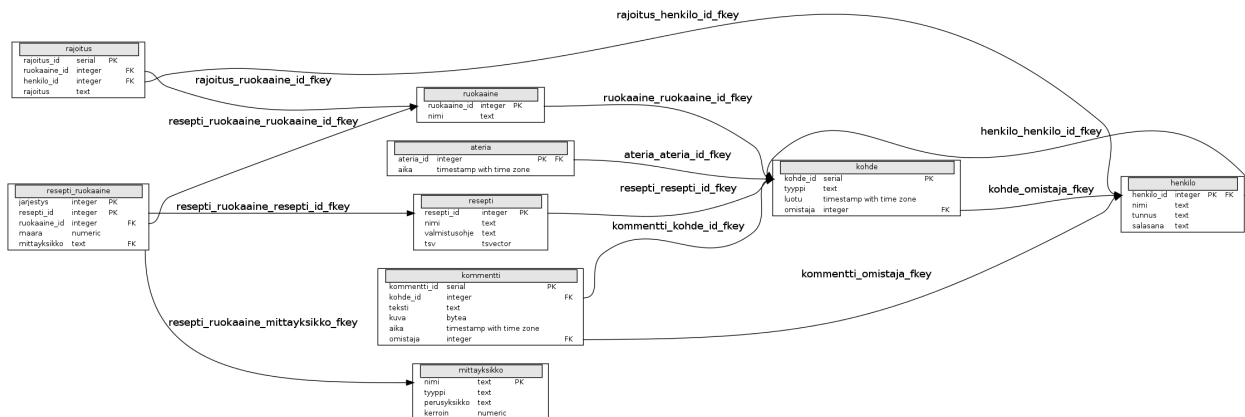 rajoitus_henkilo_id_fkey
rajoitus
rajoitus_id serial PK
ruokaaine_id integer FK
henkilo_id integer FK
rajoitus text
rajoitus_ruokaaine_id_fkey
resepti_ruokaaine_ruokaaine_id_fkey
ruokaaine
ruokaaine_id integer PK
nimi text
ruokaaine_ruokaaine_id_fkey
ateria
ateria_id integer PK FK
aika timestamp with time zone
ateria_ateria_id_fkey
henkilo_henkilo_id_fkey
kohde
kohde_id serial PK
tyyppi text
luotu timestamp with time zone
omistaja integer FK
kohde_omistaja_fkey
henkilo
henkilo_id integer PK FK
nimi text
tunnus text
salasana text
resepti_ruokaaine
jarjestys integer PK
resepti_id integer PK
ruokaaine_id integer FK
maara numeric
mittayksikko text FK
resepti_ruokaaine_resepti_id_fkey
resepti
resepti_id integer PK
nimi text
valmistusohje text
tsv tsvector
resepti_resepti_id_fkey
kommentti_kohde_id_fkey
kommentti
kommentti_id serial PK
kohde_id integer FK
teksti text
kuva bytea
aika timestamp with time zone
omistaja integer FK
kommentti_omistaja_fkey
resepti_ruokaaine_mittayksikko_fkey
mittayksikko
nimi text PK
tyyppi text
perusyksikko text
kerroin numeric